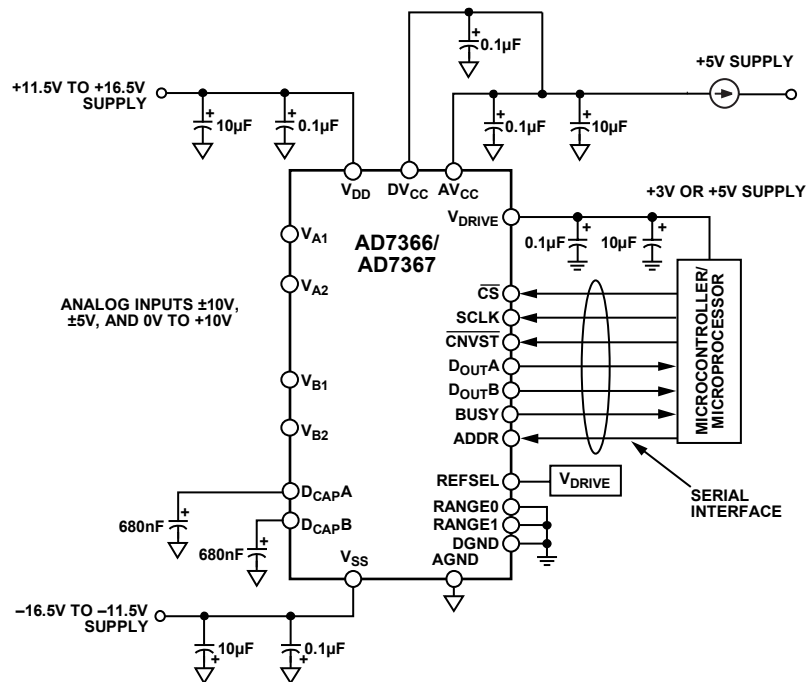 0.1µF
+5V SUPPLY
+11.5V TO +16.5V
SUPPLY
10µF
0.1µF
0.1µF
10µF
VDD
DVCC
AVCC
+3V OR +5V SUPPLY
VDRIVE
VA1
AD7366/
AD7367
0.1µF
10µF
VA2
ANALOG INPUTS ±10V,
±5V, AND 0V TO +10V
CS
SCLK
CNVST
DOUTA
DOUTB
BUSY
ADDR
MICROCONTROLLER/
MICROPROCESSOR
VB1
VB2
REFSEL
VDRIVE
SERIAL
INTERFACE
DCAPA
RANGE0
DCAPB
RANGE1
680nF
680nF
DGND
VSS
AGND
–16.5V TO –11.5V
SUPPLY
10µF
0.1µF